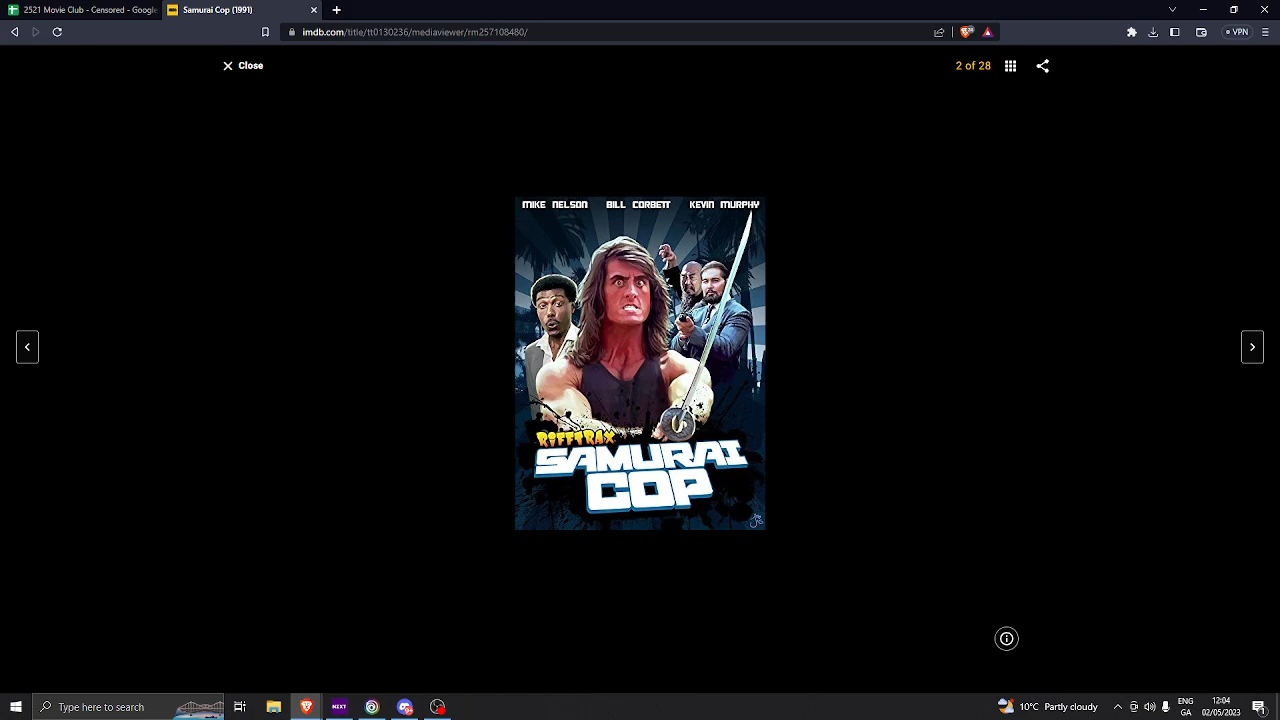 2521 Movie Club - Censored - Google
Samurai Cop (1991)
imdb.com/title/tt0130236/mediaviewer/rm257108480/
VPN
Close
2 of 28
MIKE NELSON BILL CORBETT KEVIN MURPHY
RIFFTRAX
SAMURAI
COP
Type here to search
NEXT
10°C Partly cloudy
ENG
GA
12:04
02/05/2023